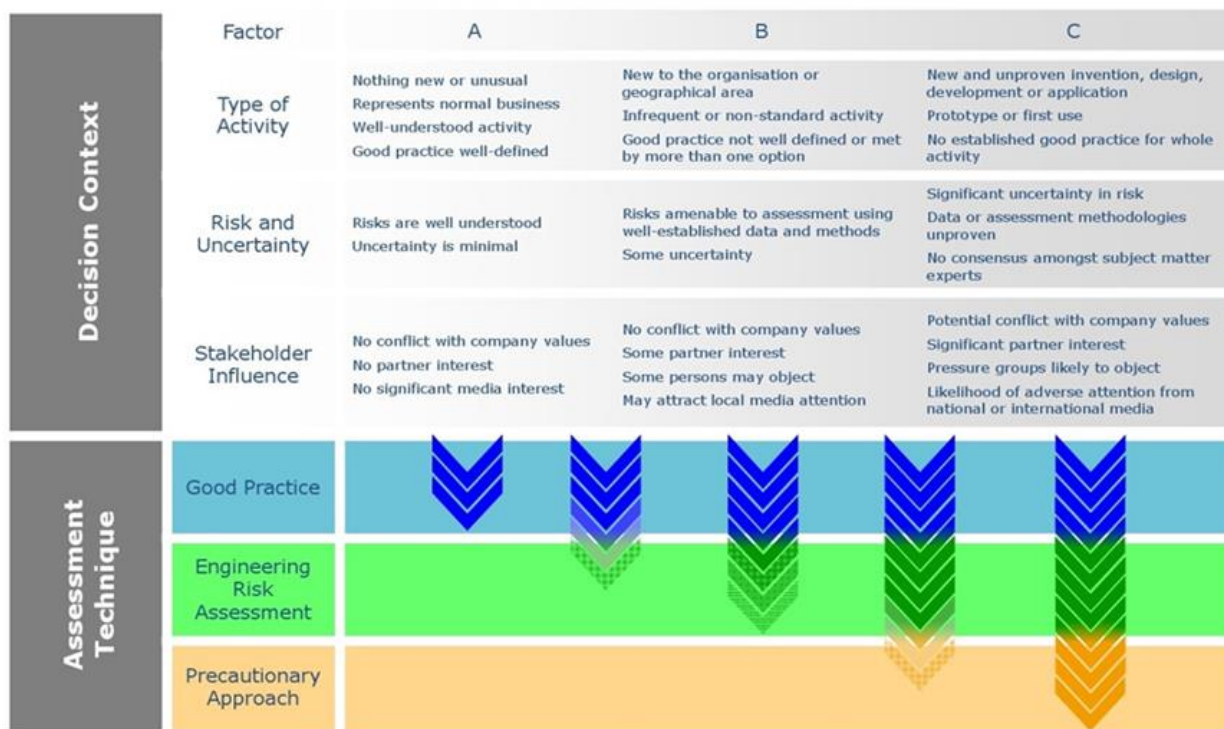 Decision Context
Factor
A
B
C
Type of
Activity
Nothing new or unusual
Represents normal business
Well-understood activity
Good practice well-defined
New to the organisation or
geographical area
Infrequent or non-standard activity
Good practice not well defined or met
by more than one option
New and unproven invention, design,
development or application
Prototype or first use
No established good practice for whole
activity
Risk and
Uncertainty
Risks are well understood
Uncertainty is minimal
Risks amenable to assessment using
well-established data and methods
Some uncertainty
Significant uncertainty in risk
Data or assessment methodologies
unproven
No consensus amongst subject matter
experts
Stakeholder
Influence
No conflict with company values
No partner interest
No significant media interest
No conflict with company values
Some partner interest
Some persons may object
May attract local media attention
Potential conflict with company values
Significant partner interest
Pressure groups likely to object
Likelihood of adverse attention from
national or international media
Assessment
Technique
Good Practice
Engineering
Risk
Assessment
Precautionary
Approach